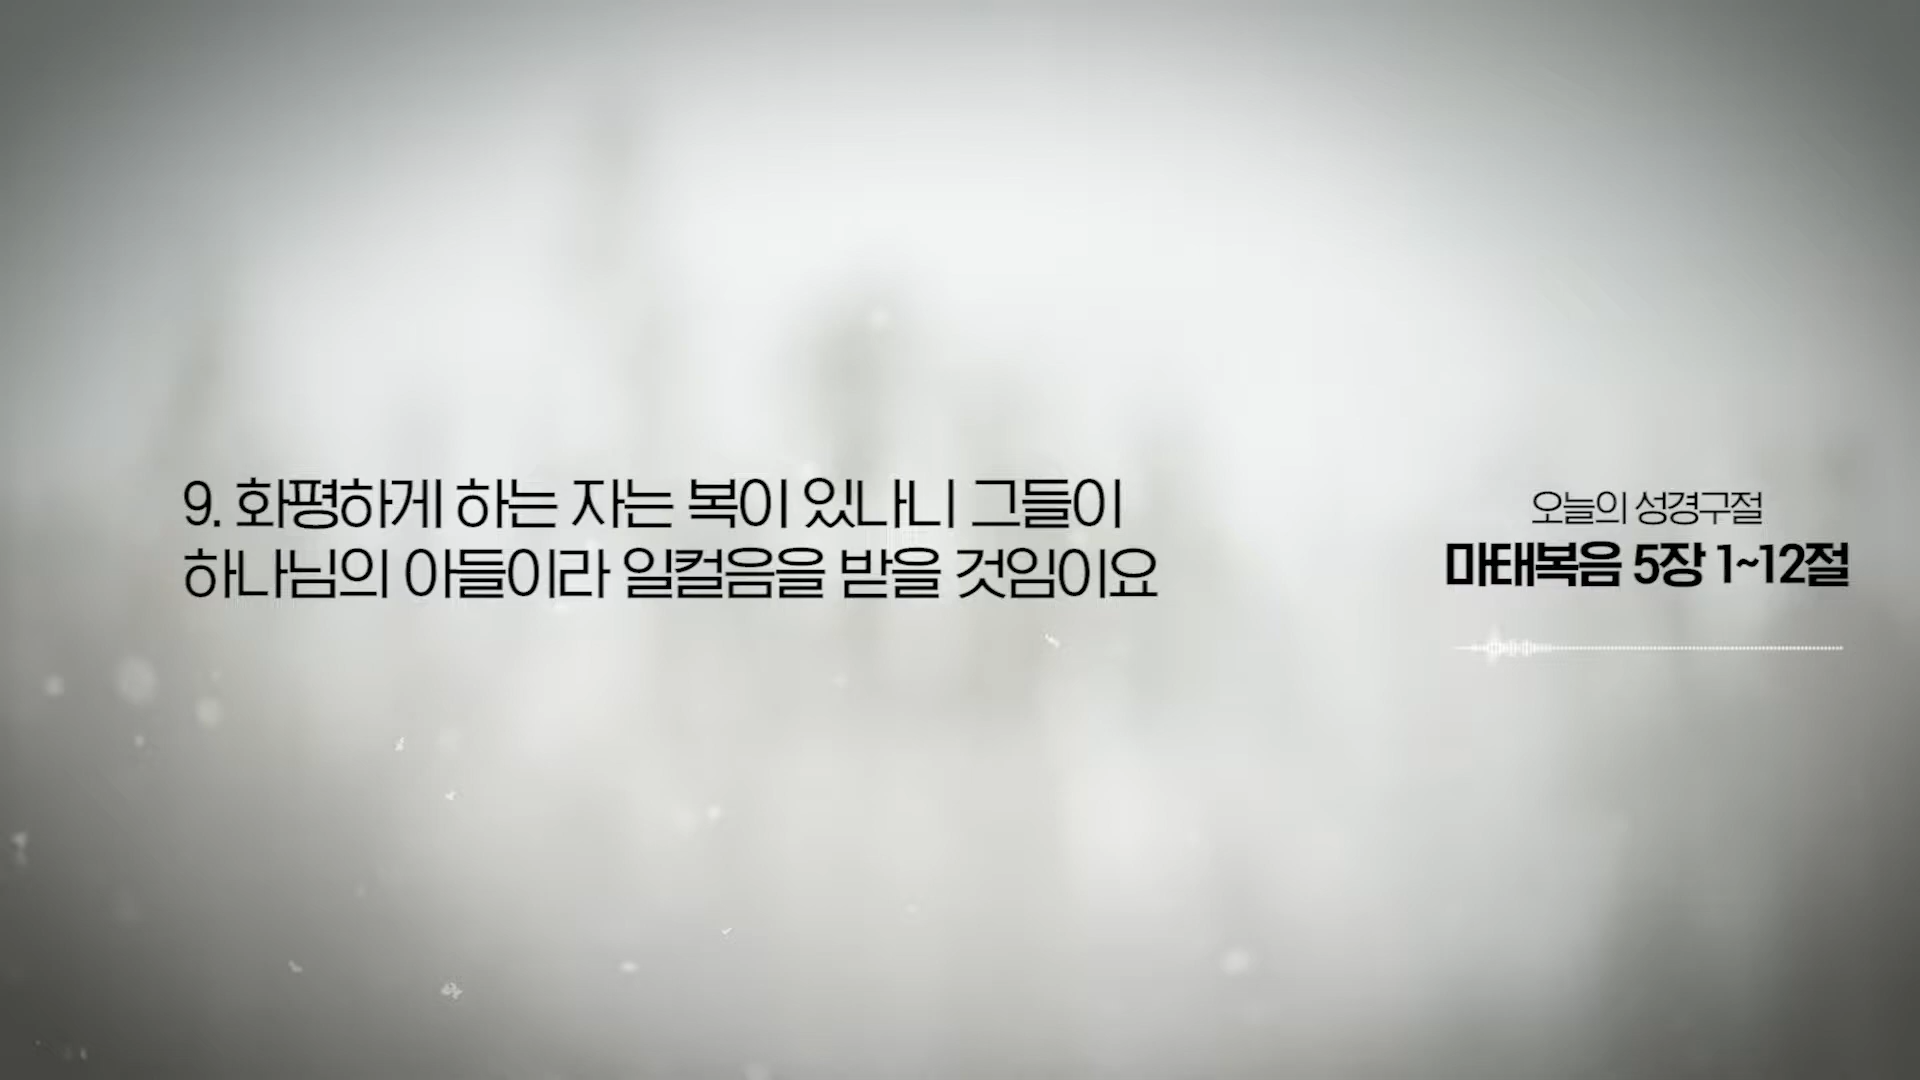 9. 화평하게 하는 자는 복이 있나니 그들이
하나님의 아들이라 일컬음을 받을 것임이요
오늘의 성경구절
마태복음 5장 1~12절